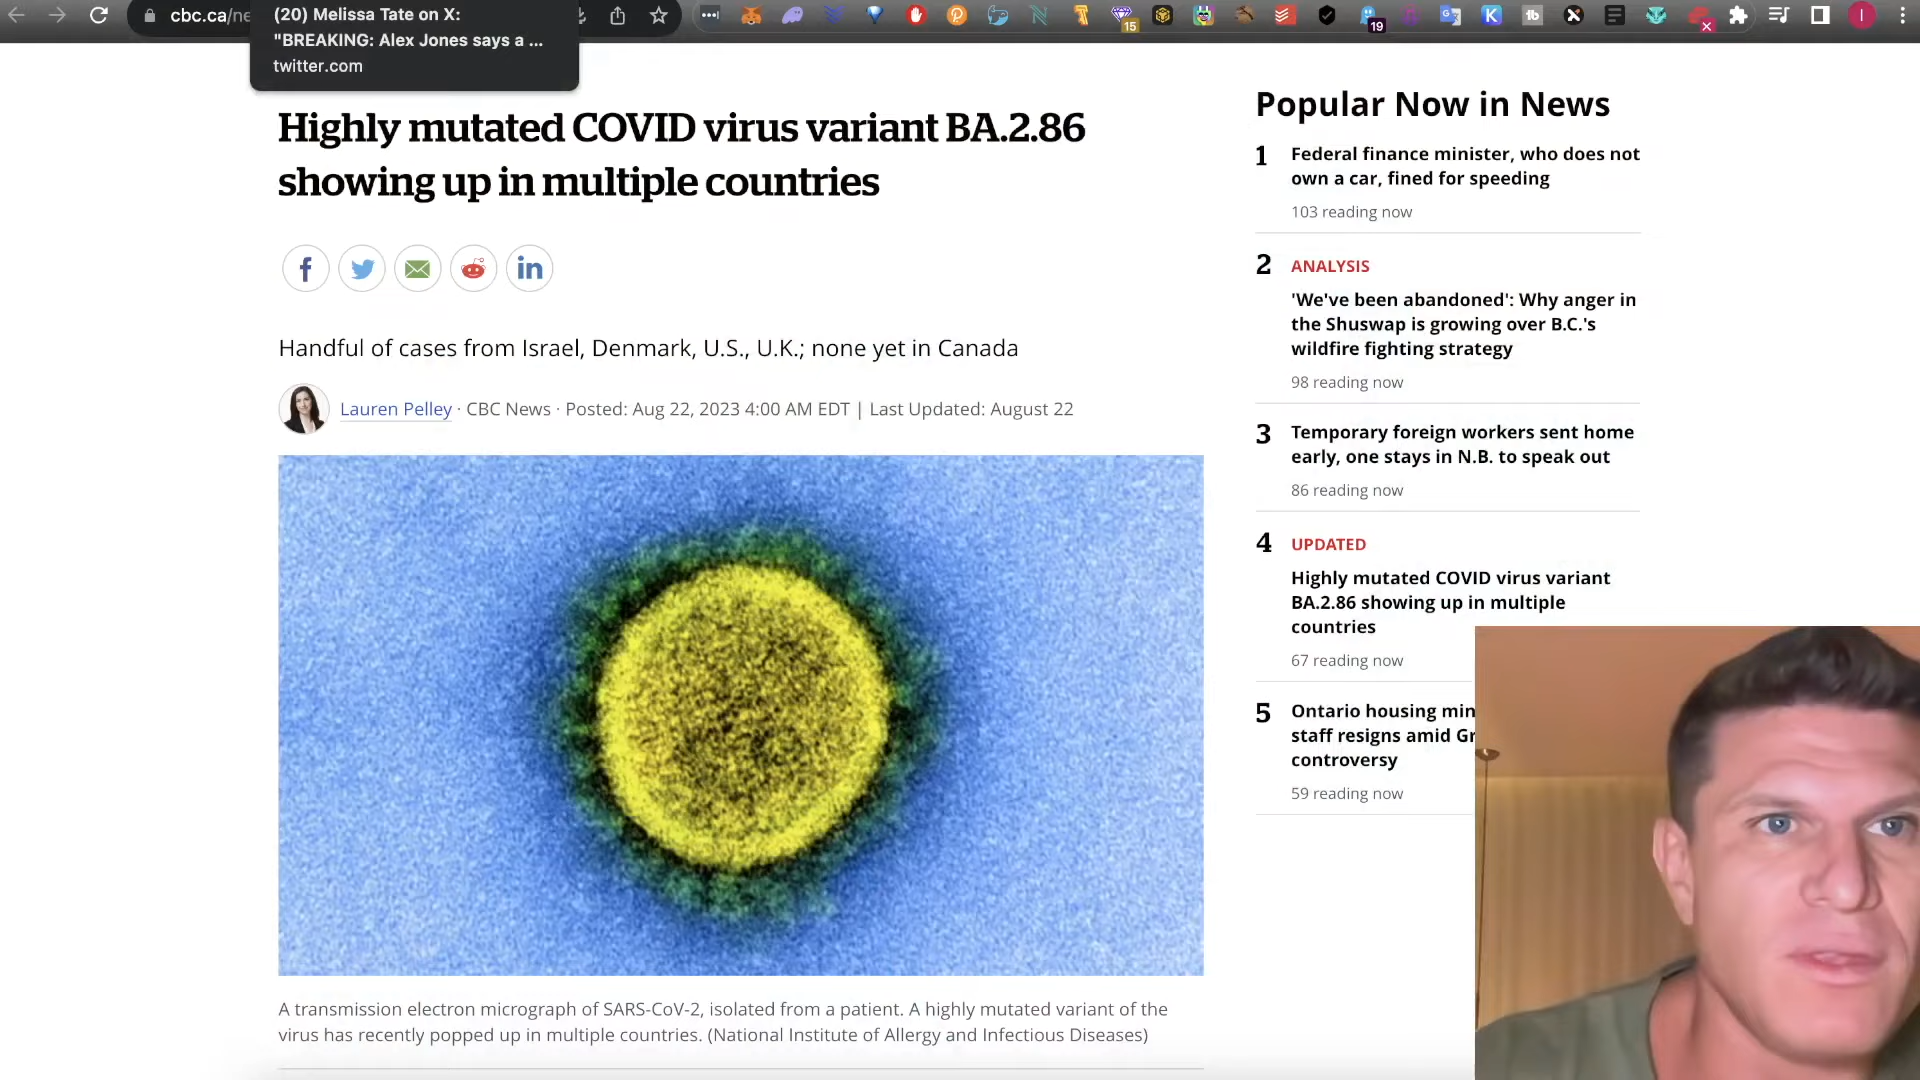 cbc.ca/ne
(20) Melissa Tate on X:
"BREAKING: Alex Jones says a ...
twitter.com
15
19
K
tb
I
Highly mutated COVID virus variant BA.2.86
showing up in multiple countries
f
in
Handful of cases from Israel, Denmark, U.S., U.K.; none yet in Canada
Lauren Pelley · CBC News · Posted: Aug 22, 2023 4:00 AM EDT | Last Updated: August 22
A transmission electron micrograph of SARS-CoV-2, isolated from a patient. A highly mutated variant of the
virus has recently popped up in multiple countries. (National Institute of Allergy and Infectious Diseases)
Popular Now in News
1
Federal finance minister, who does not
own a car, fined for speeding
103 reading now
2
ANALYSIS
'We've been abandoned': Why anger in
the Shuswap is growing over B.C.'s
wildfire fighting strategy
98 reading now
3
Temporary foreign workers sent home
early, one stays in N.B. to speak out
86 reading now
4
UPDATED
Highly mutated COVID virus variant
BA.2.86 showing up in multiple
countries
67 reading now
5
Ontario housing min
staff resigns amid Gr
controversy
59 reading now